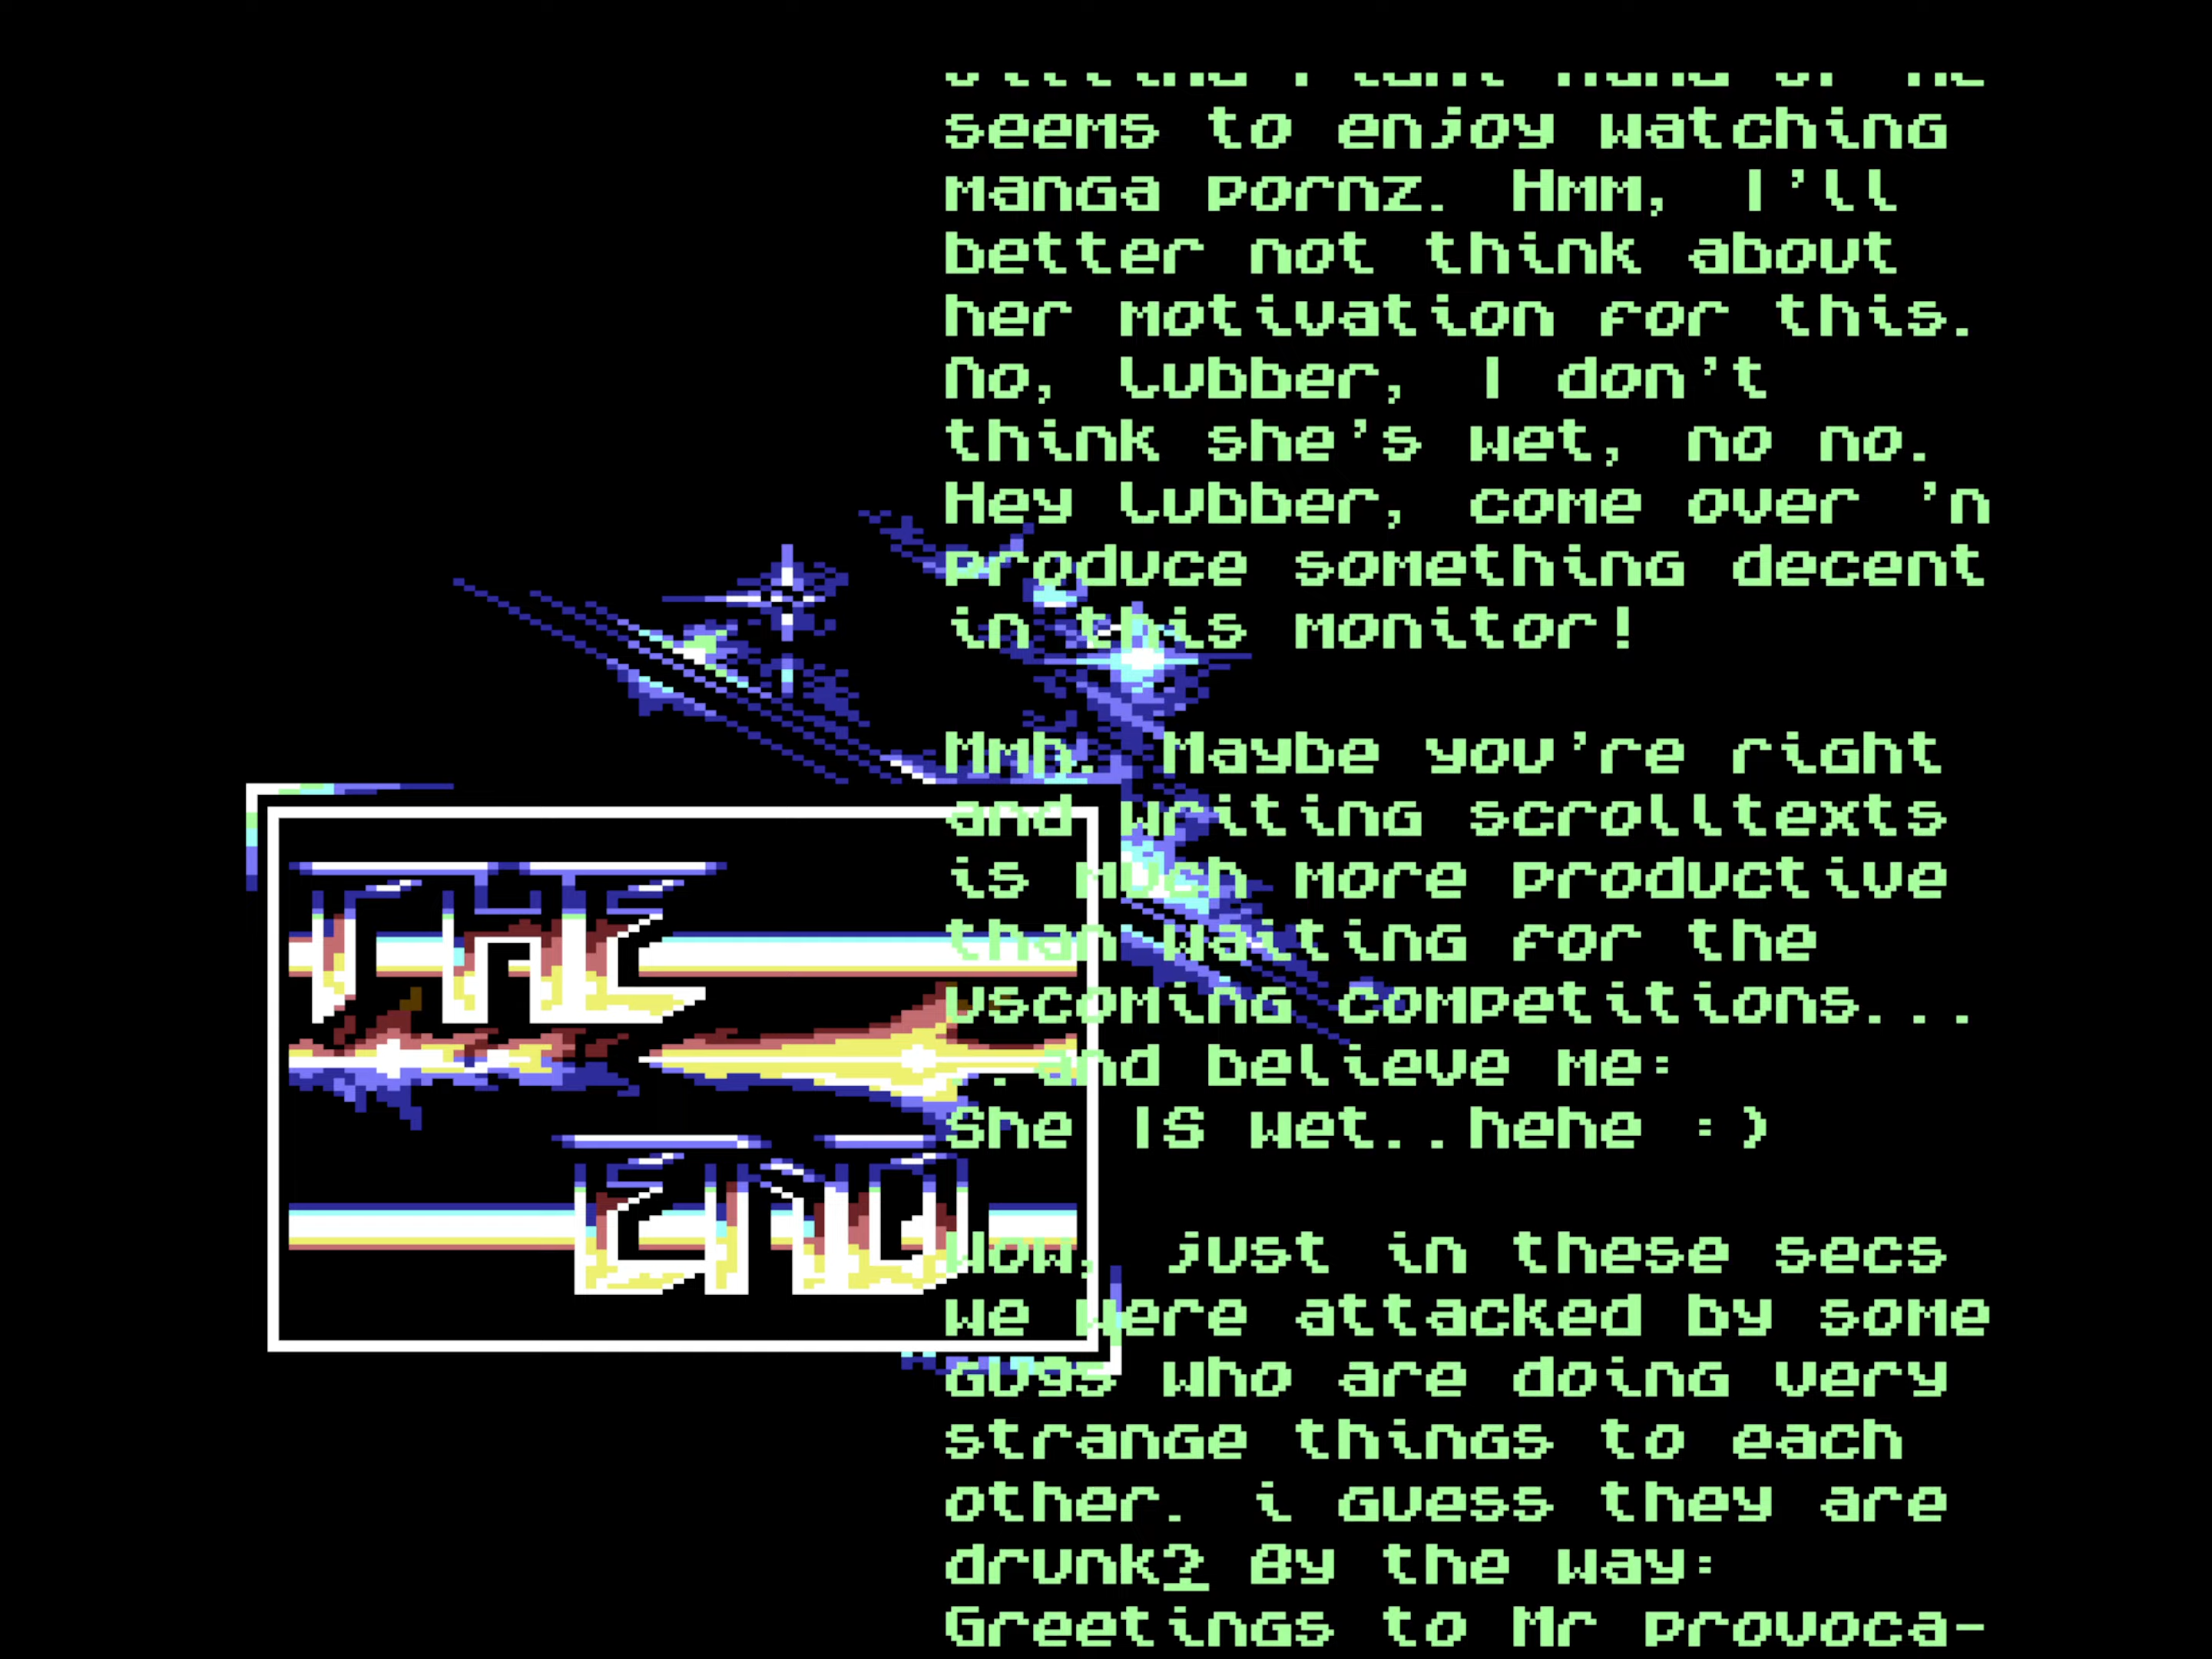 seems to enjoy watching
manga pornz. Hmm, I'll
better not think about
her motivation for this.
No, Lubber, I don't
think she's wet, no no.
Hey Lubber, come over 'n
produce something decent
in this monitor!
Mmh. Maybe you're right
and writing scrolltexts
is much more productive
than waiting for the
uscoming competitions...
..and believe me:
She IS wet..hehe :)
Wow, just in these secs
we were attacked by some
guys who are doing very
strange things to each
other. i guess they are
drunk? By the way:
Greetings to Mr provoca-
THE
END